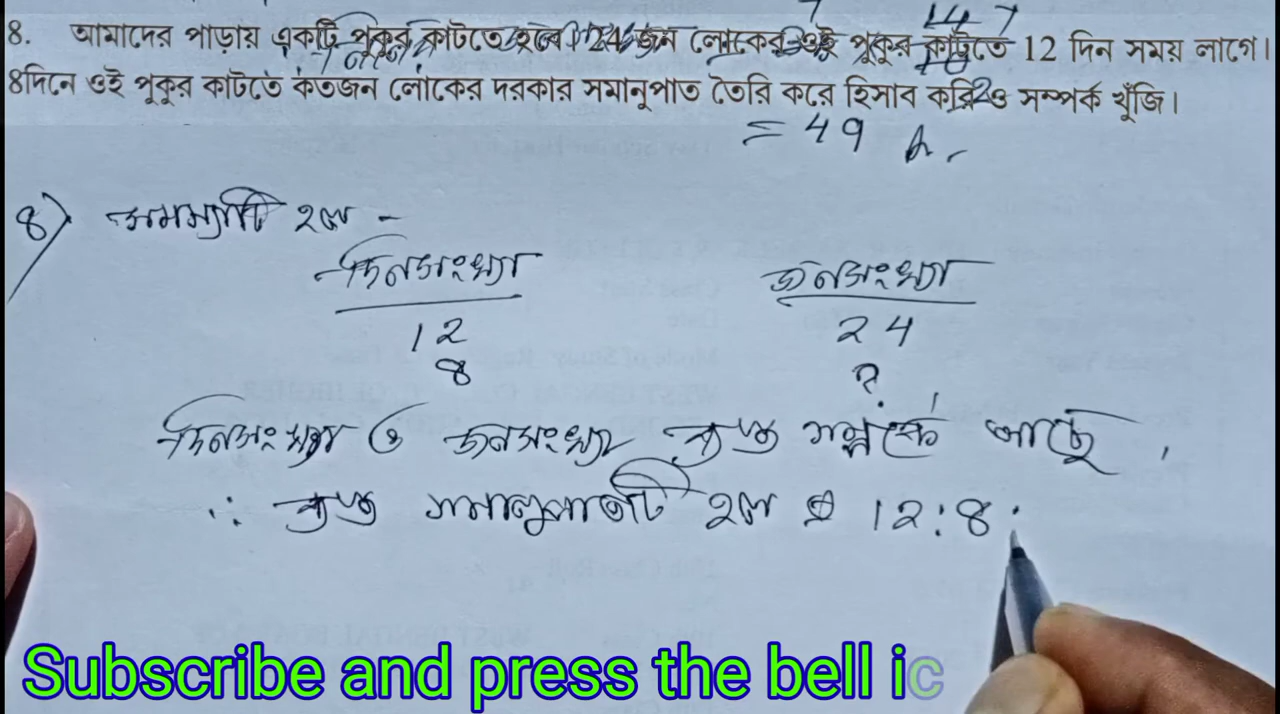 8. আমাদের পাড়ায় একটি পুকুর কাটতে হবে। 24 জন লোকের ওই পুকুর কাটতে 12 দিন সময় লাগে।
8দিনে ওই পুকুর কাটতে কতজন লোকের দরকার সমানুপাত তৈরি করে হিসাব করি ও সম্পর্ক খুঁজি।
= 49
8) সমস্যাটি হল -
দিনসংখ্যা জনসংখ্যা
12 24
8 ?
দিনসংখ্যা ও জনসংখ্যা ব্যস্ত সম্পর্কে আছে,
∴ ব্যস্ত সমানুপাতটি হল 12:8:
Subscribe and press the bell ic